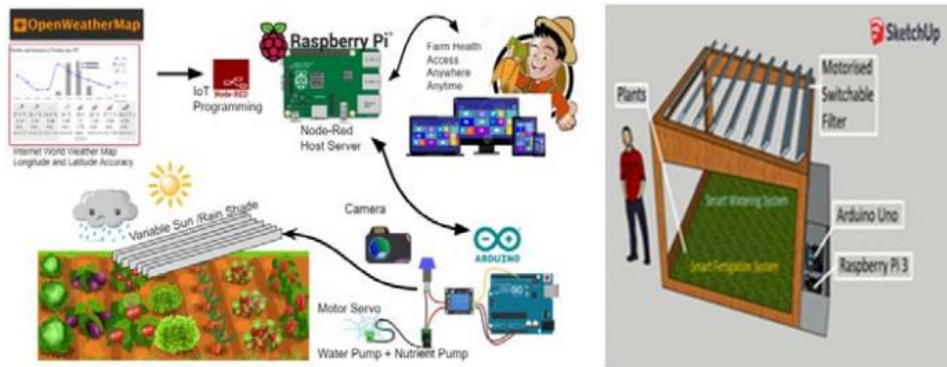 OpenWeatherMap
Raspberry Pi
IoT
Programming
Node-RED
Farm Health
Access
Anywhere
Anytime
Node-Red
Host Server
Internet World Weather Map
Longitude and Latitude Accuracy
Variable Sun /Rain Shade
Camera
ARDUINO
Motor Servo
Water Pump + Nutrient Pump
SketchUp
Plants
Motorised
Switchable
Filter
Smart Watering System
Smart Fertigation System
Arduino Uno
Raspberry Pi 3